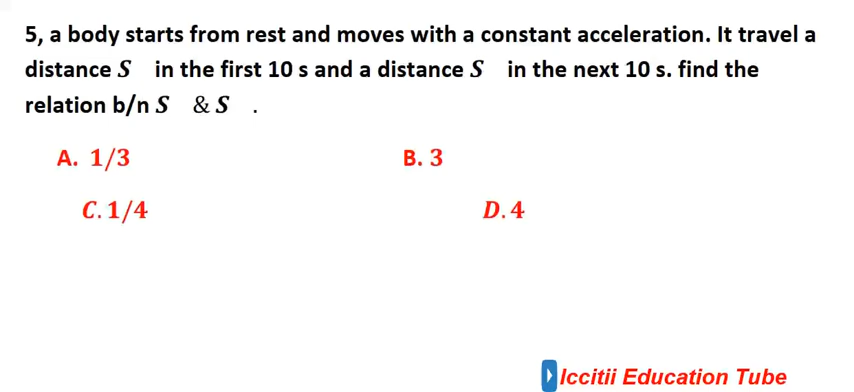 5, a body starts from rest and moves with a constant acceleration. It travel a
distance S in the first 10 s and a distance S in the next 10 s. find the
relation b/n S & S .
A. 1/3
B. 3
C. 1/4
D. 4
Iccitii Education Tube